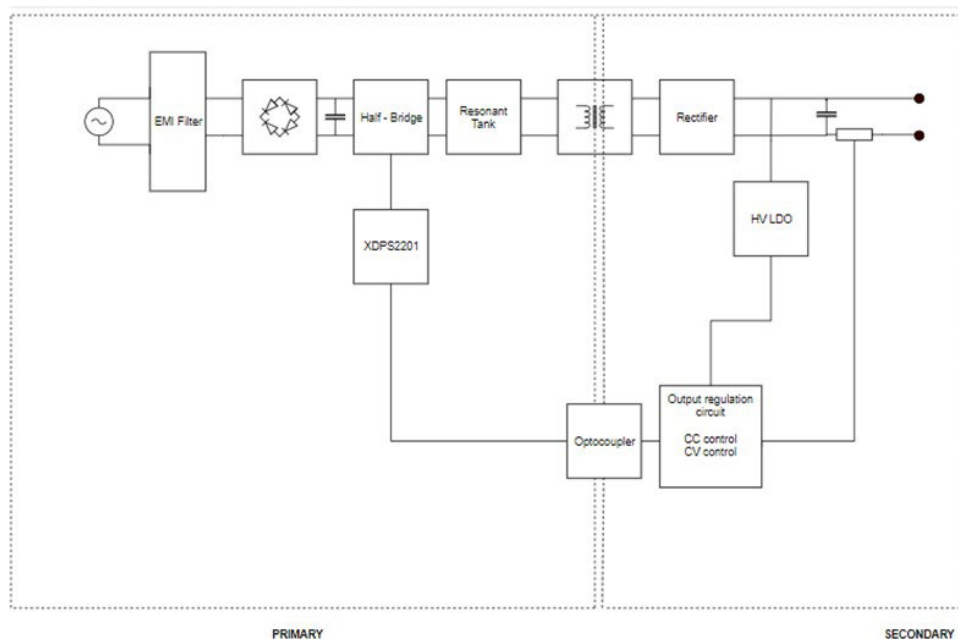 EMI Filter
Half - Bridge
Resonant
Tank
Rectifier
HV LDO
XDPS2201
Optocoupler
Output regulation
circuit
CC control
CV control
PRIMARY
SECONDARY